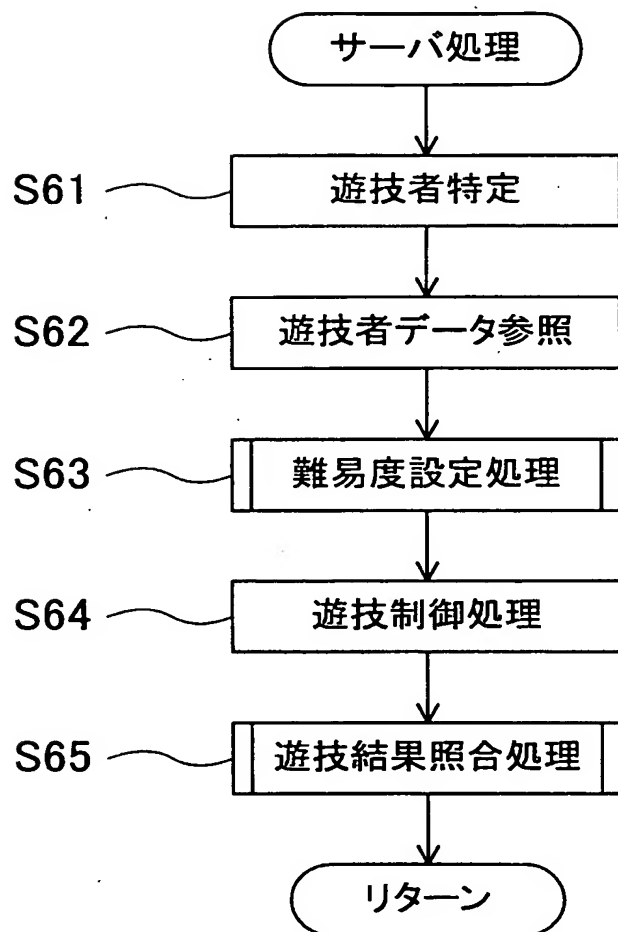 サーバ処理
S61 遊技者特定
S62 遊技者データ参照
S63 難易度設定処理
S64 遊技制御処理
S65 遊技結果照合処理
リターン